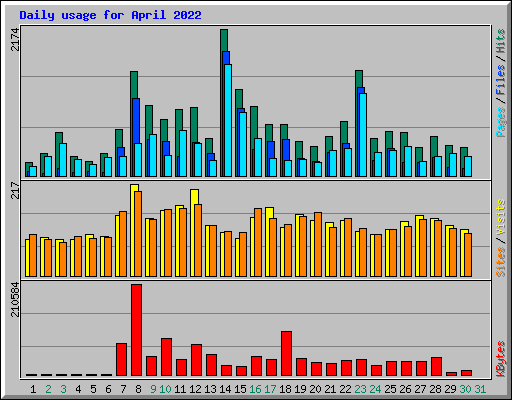 Daily usage for April 2022
2174
Pages / Files / Hits
217
Sites / Visits
210584
KBytes
1 2 3 4 5 6 7 8 9 10 11 12 13 14 15 16 17 18 19 20 21 22 23 24 25 26 27 28 29 30 31